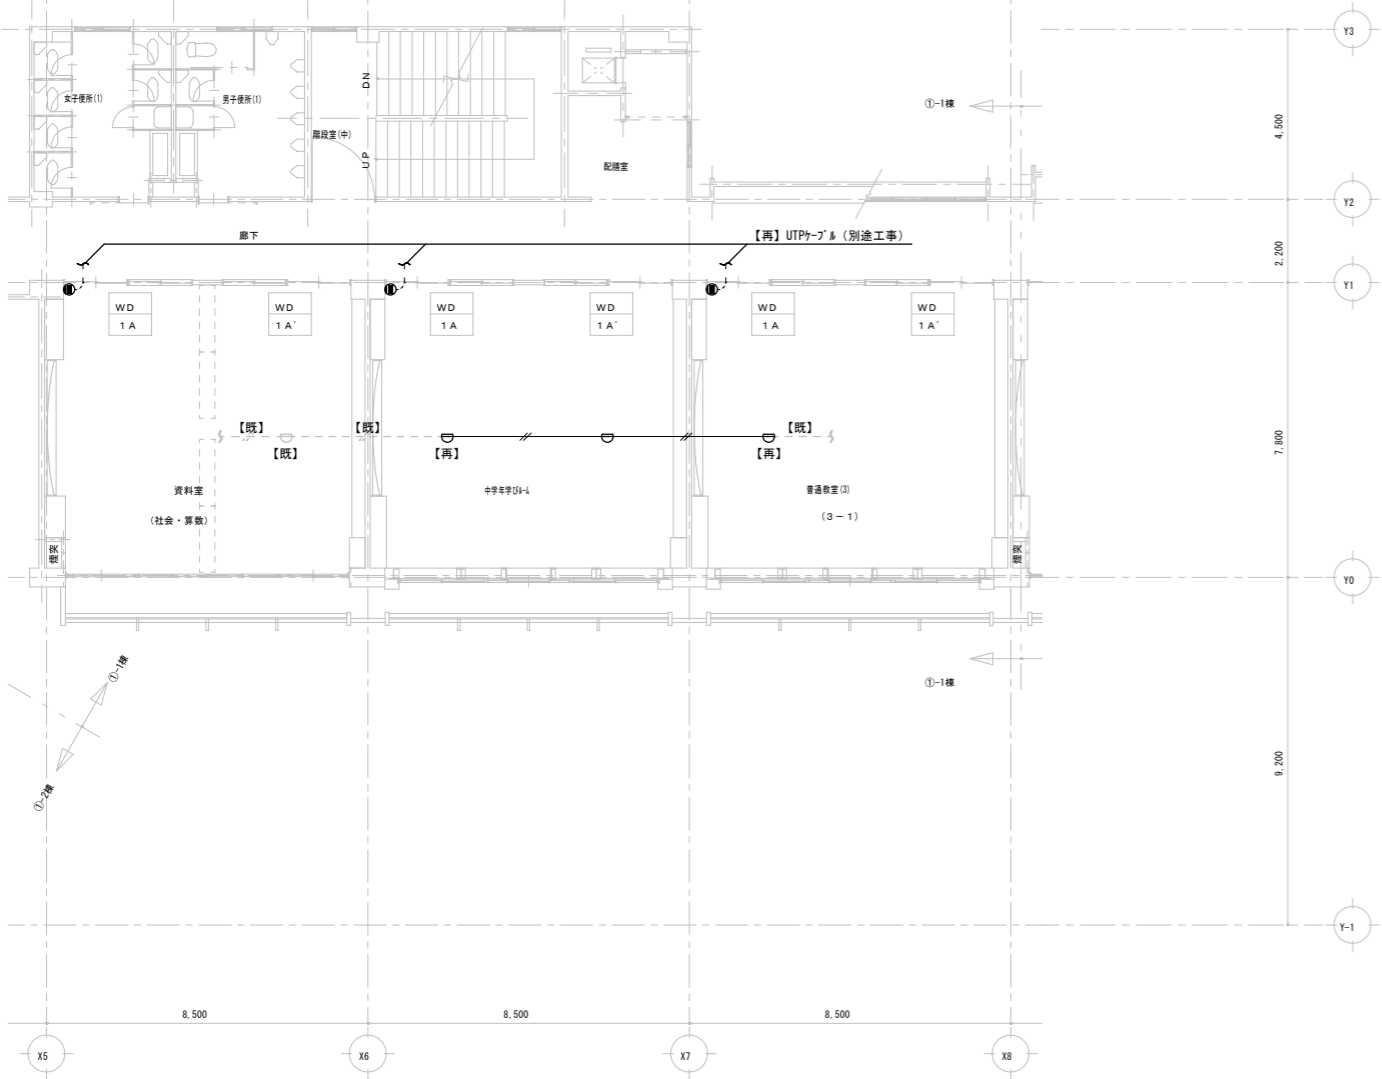 Y3
①-1棟
女子便所(1)
男子便所(1)
DN
階段室(中)
UP
配膳室
4,500
Y2
廊下
【再】UTPケーブル（別途工事）
2,200
Y1
WD
1A
WD
1A'
WD
1A
WD
1A'
WD
1A
WD
1A'
【既】
【既】
【既】
【既】
【再】
【再】
7,800
資料室
(社会・算数)
中学年学びルーム
普通教室(3)
(3－1)
煙突
煙突
Y0
①-1棟
①-2棟
①-1棟
9,200
Y-1
8,500
8,500
8,500
X5
X6
X7
X8